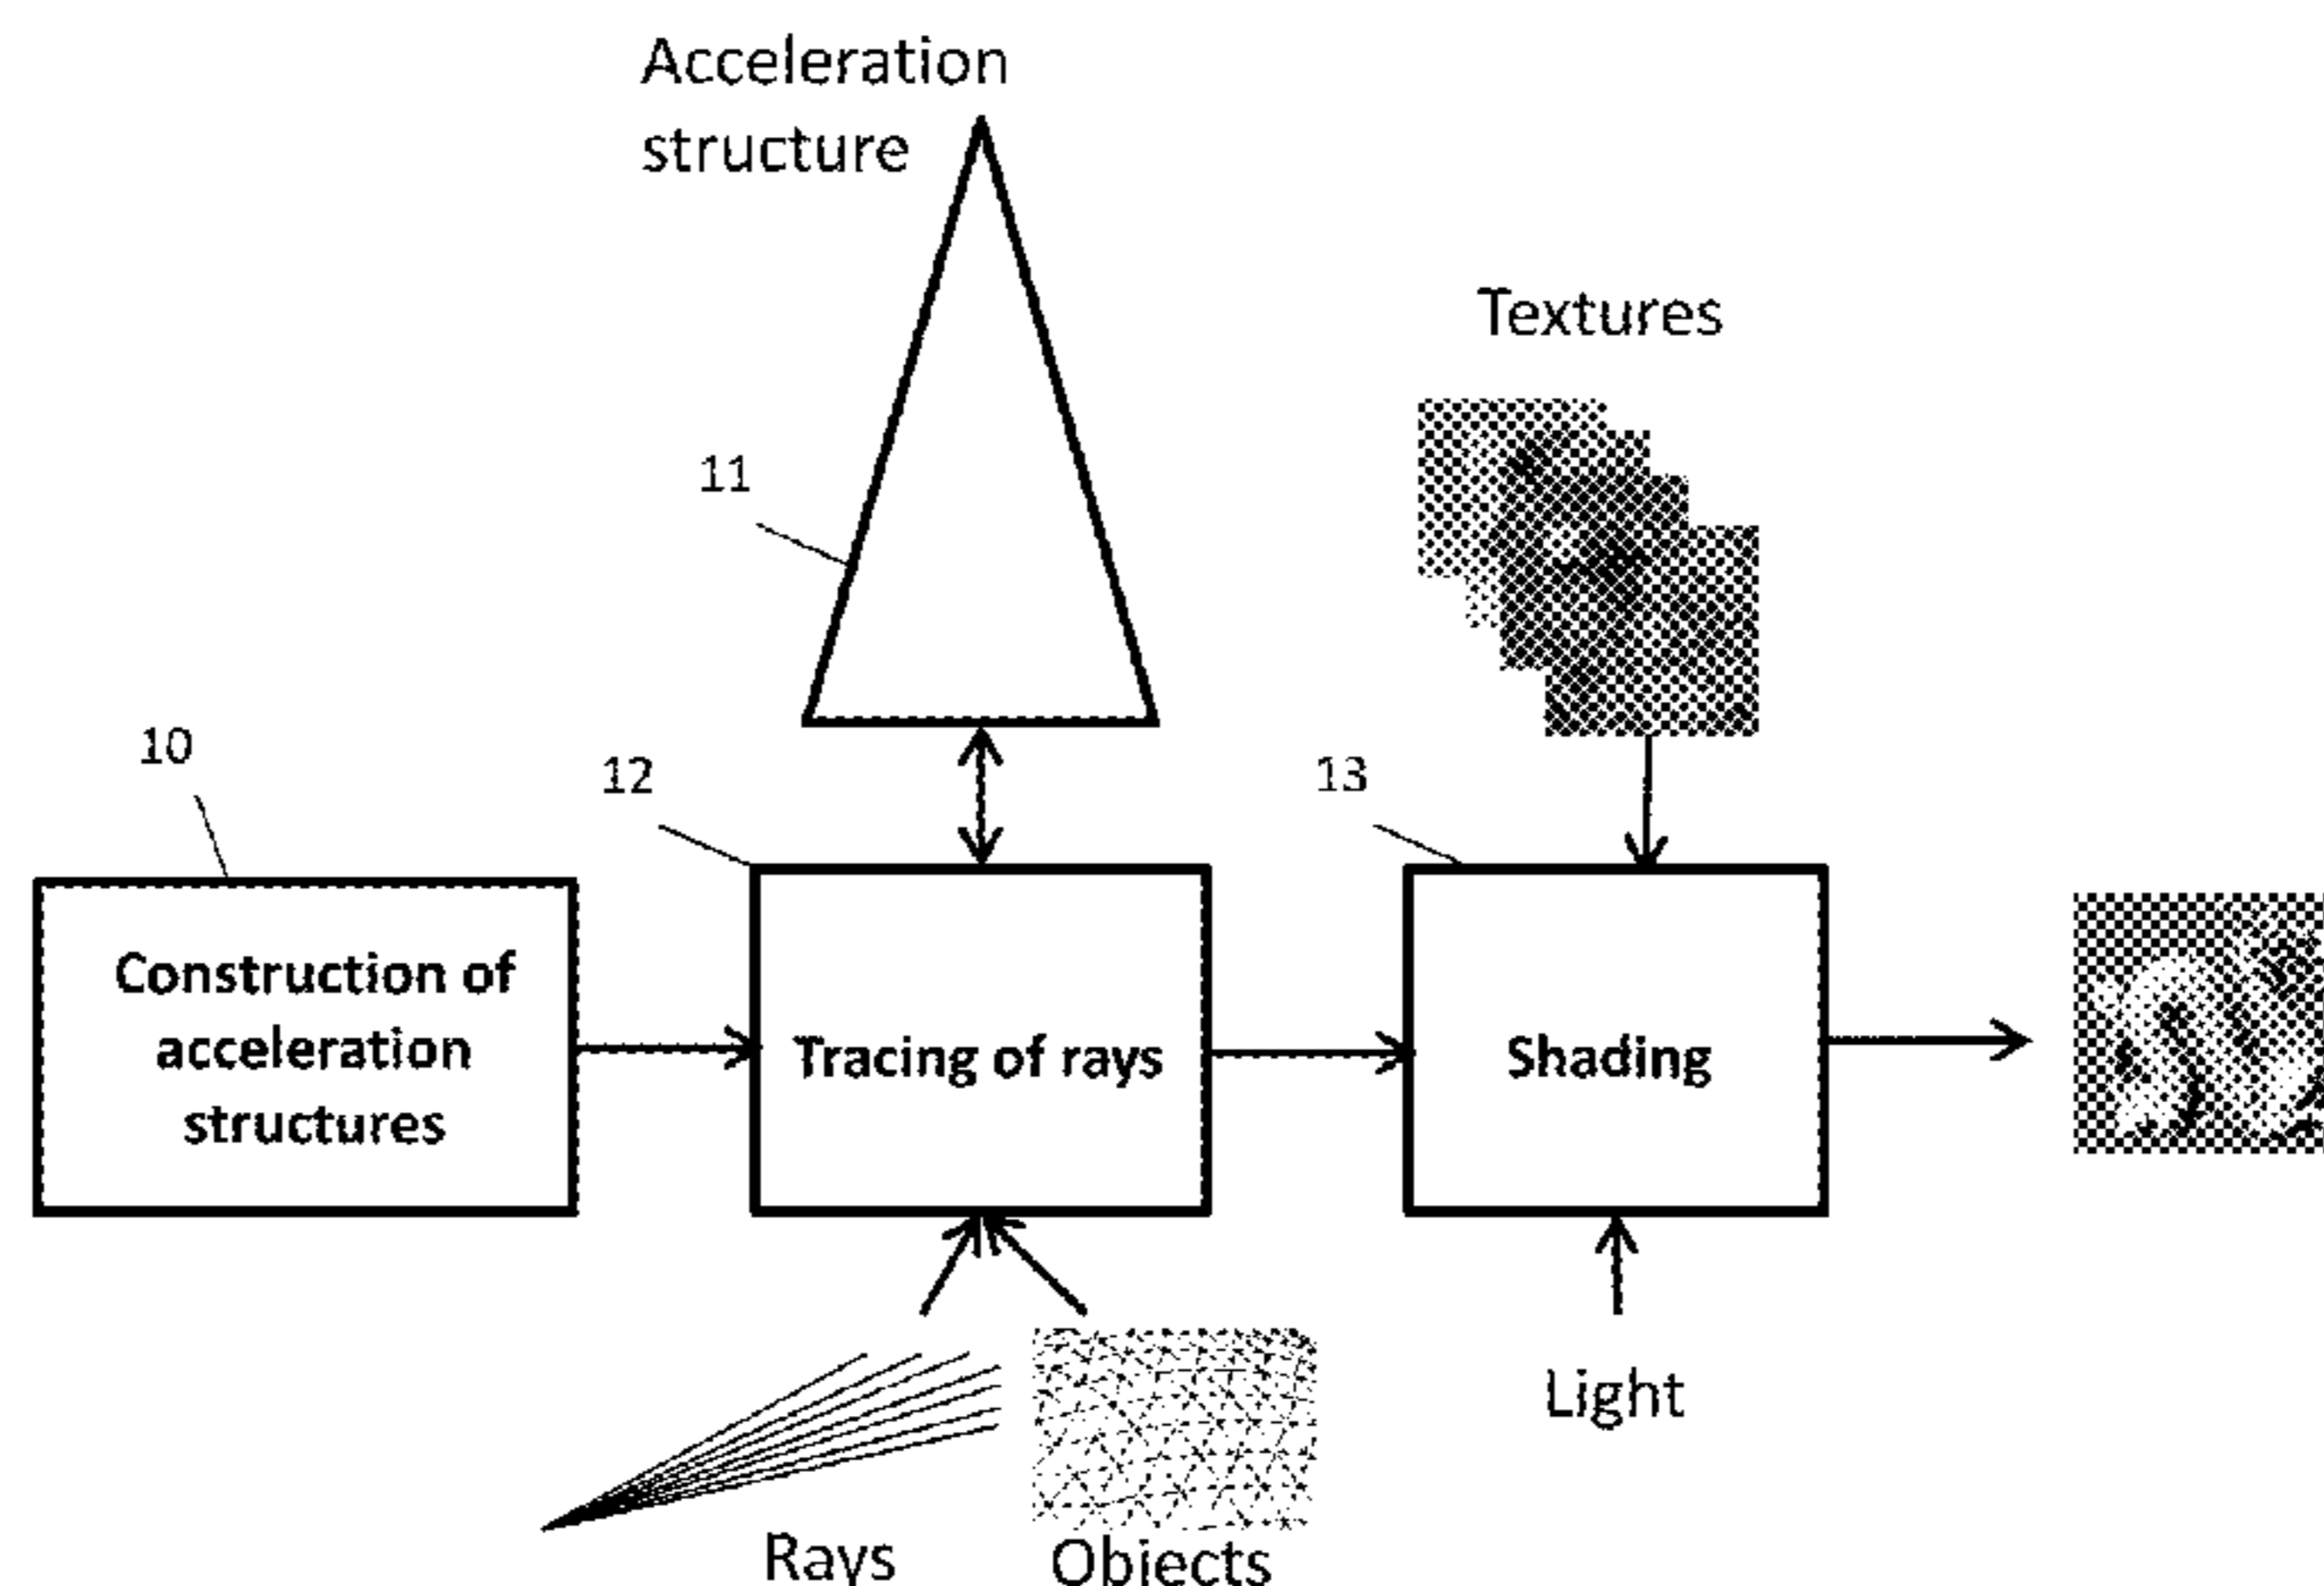 Acceleration
structure
Textures
11
10
12
13
Construction of
acceleration
structures
Tracing of rays
Shading
Light
Rays
Objects